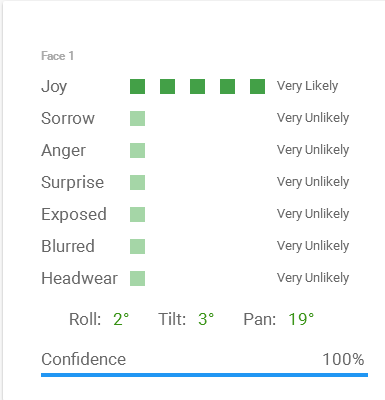 Face 1
Joy Very Likely
Sorrow Very Unlikely
Anger Very Unlikely
Surprise Very Unlikely
Exposed Very Unlikely
Blurred Very Unlikely
Headwear Very Unlikely
Roll: 2° Tilt: 3° Pan: 19°
Confidence 100%